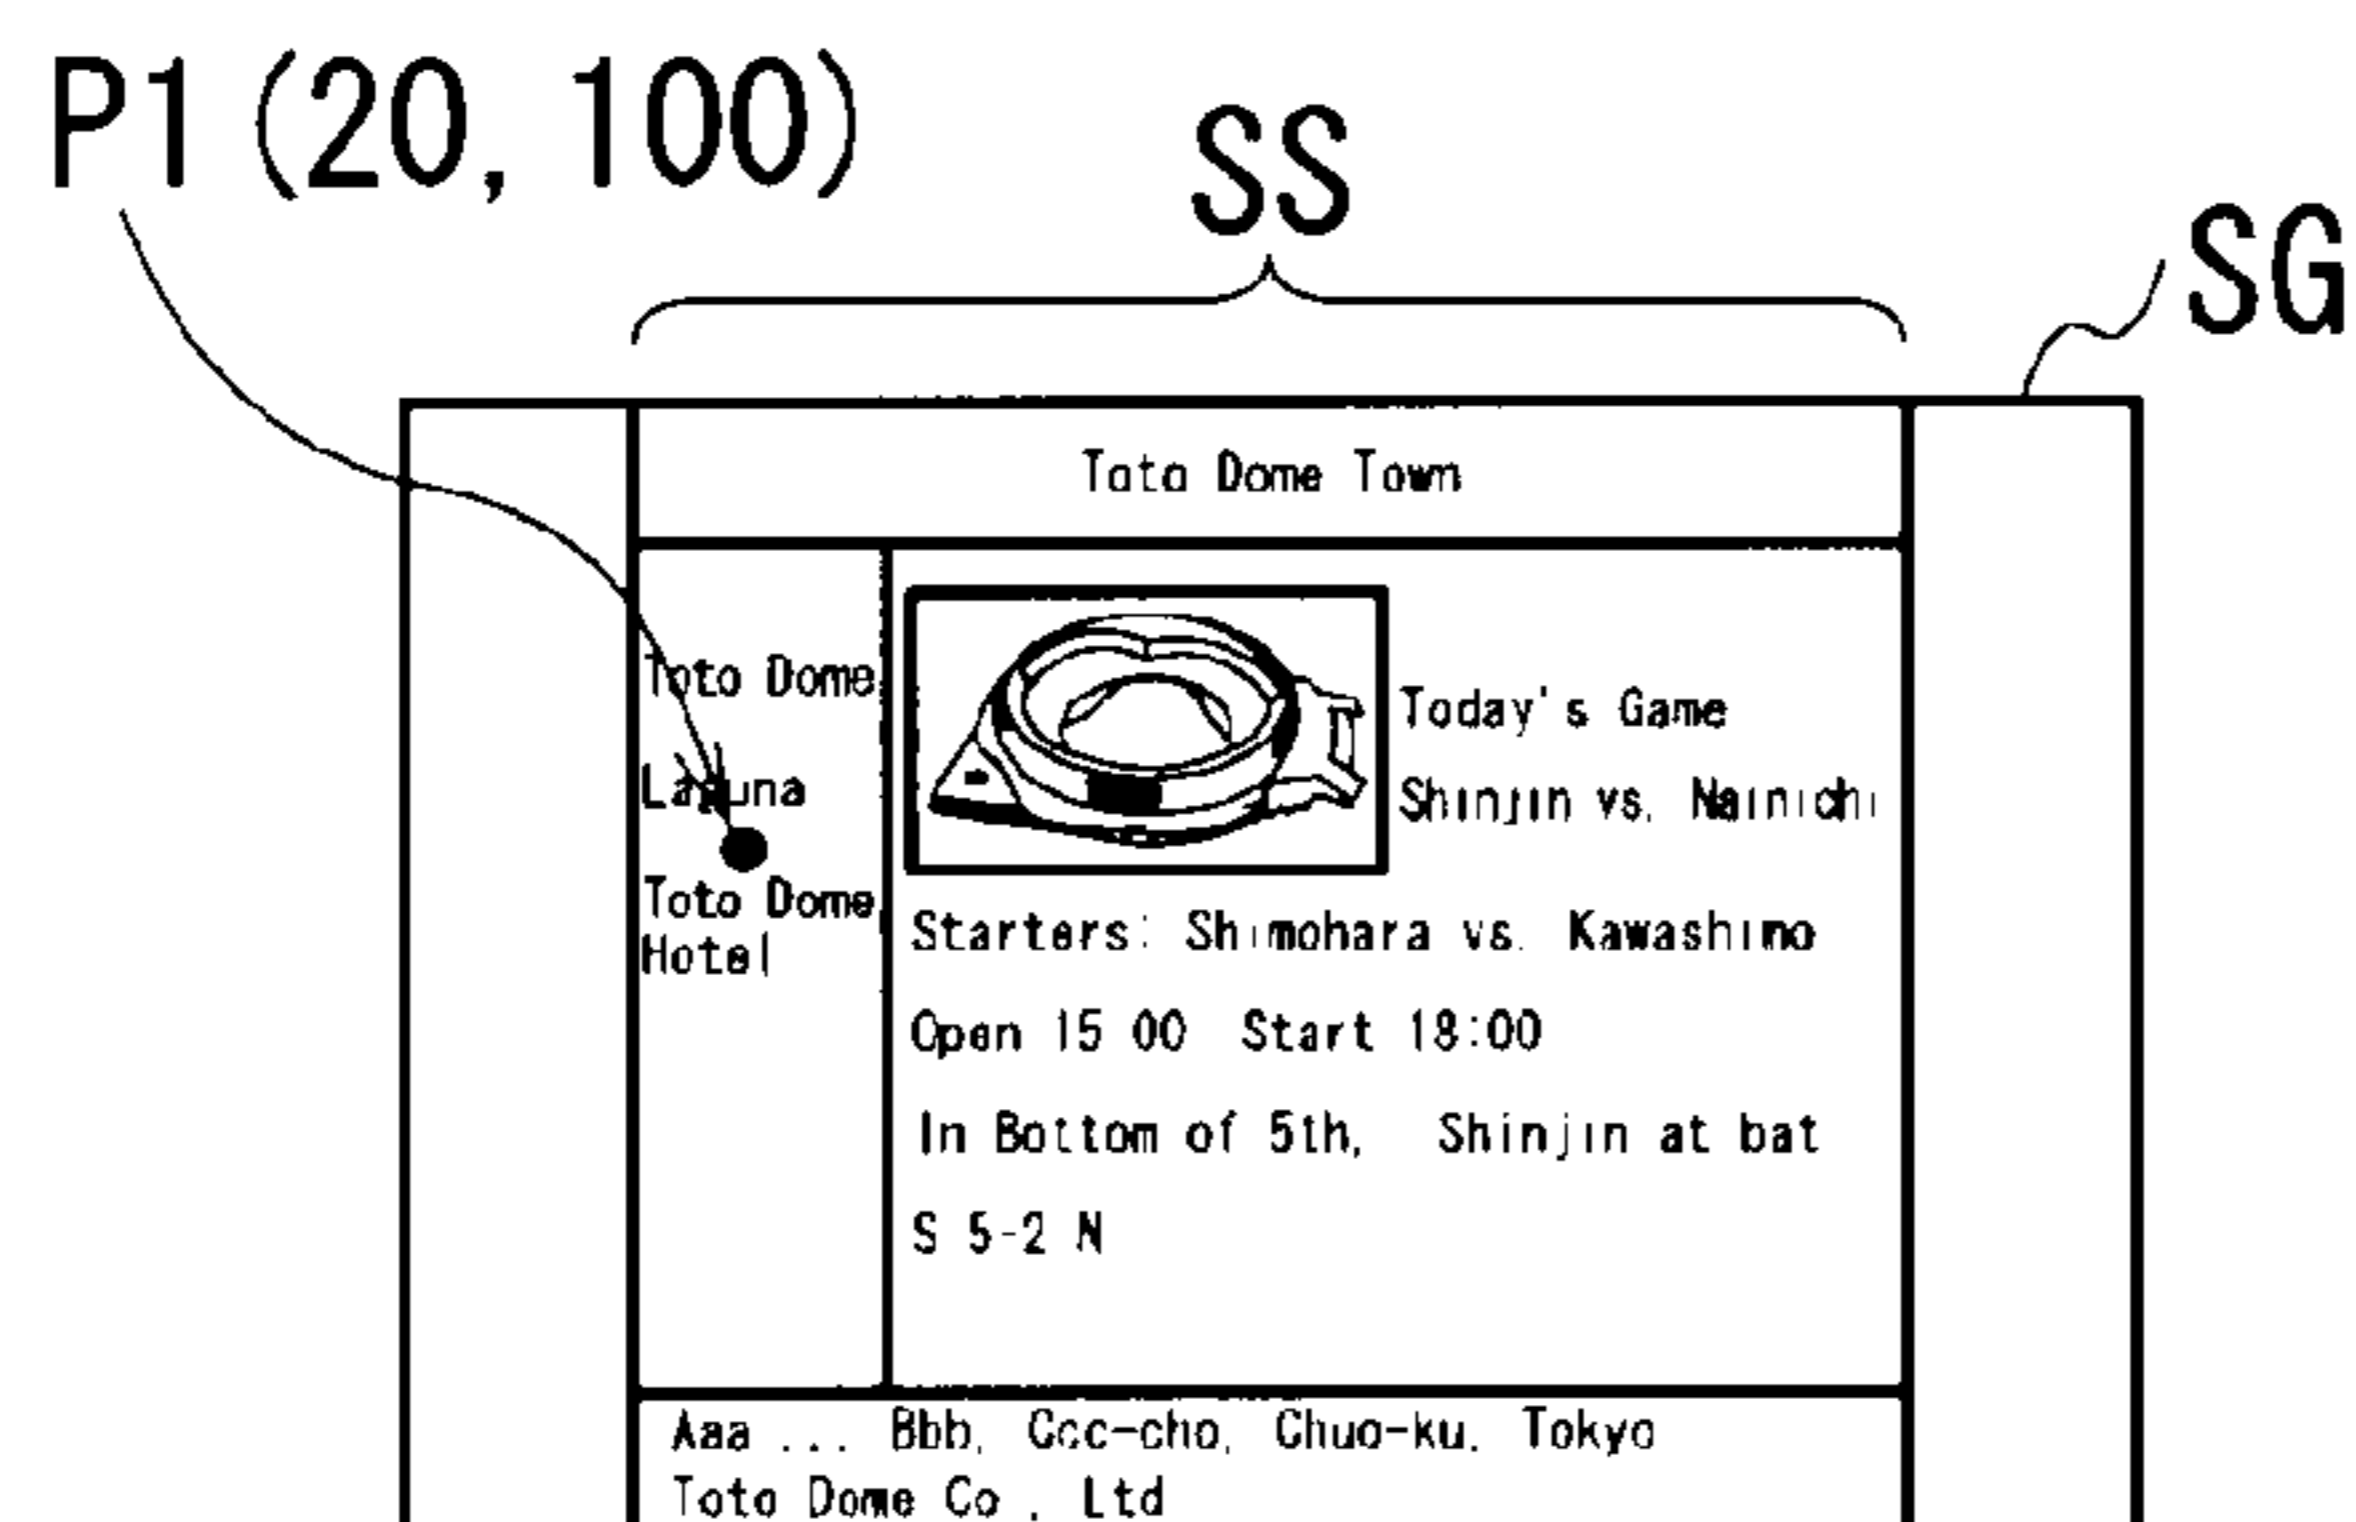 P1(20, 100)
SS
SG
Toto Dome Town
Toto Dome
Laguna
Toto Dome
Hotel
Today's Game
Shinjin vs. Nainichi
Starters: Shimohara vs. Kawashimo
Open 15 00 Start 18:00
In Bottom of 5th, Shinjin at bat
S 5-2 N
Aaa ... Bbb, Ccc-cho, Chuo-ku, Tokyo
Toto Dome Co., Ltd